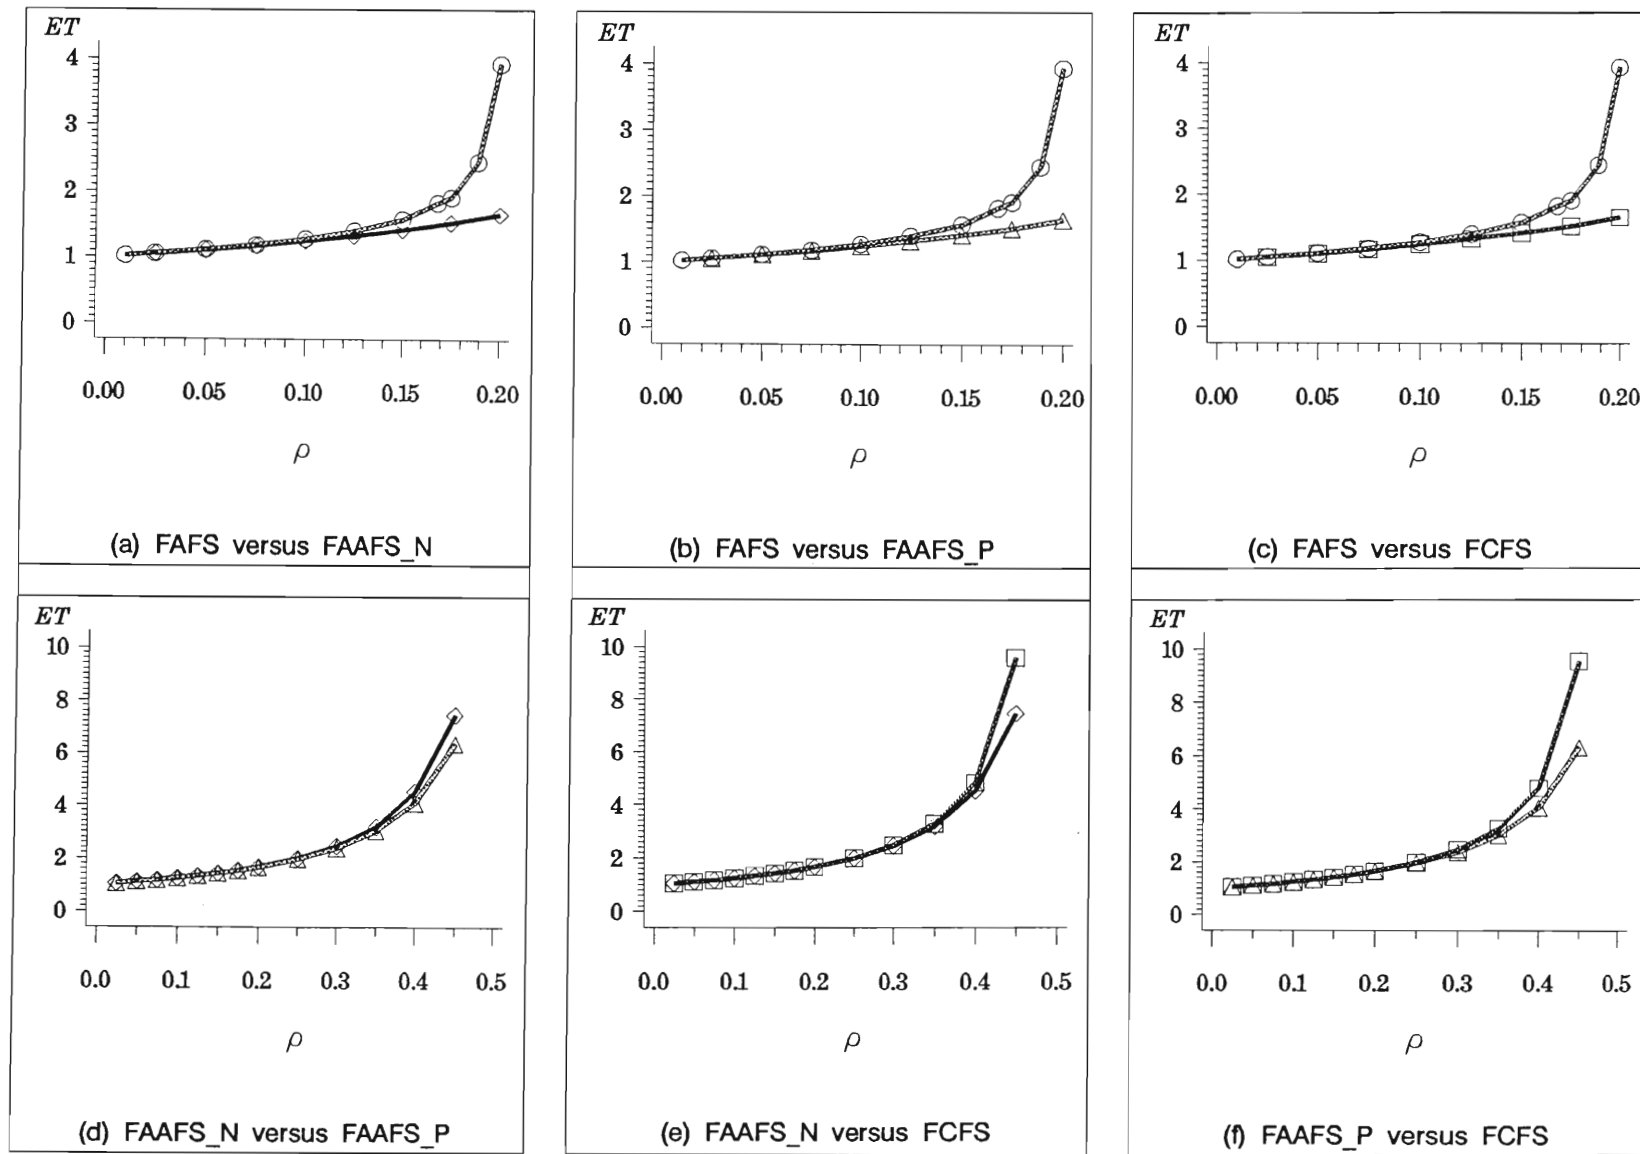 ET
4
3
2
1
0
0.00 0.05 0.10 0.15 0.20
ρ
(a) FAFS versus FAAFS_N
ET
4
3
2
1
0
0.00 0.05 0.10 0.15 0.20
ρ
(b) FAFS versus FAAFS_P
ET
4
3
2
1
0
0.00 0.05 0.10 0.15 0.20
ρ
(c) FAFS versus FCFS
ET
10
8
6
4
2
0
0.0 0.1 0.2 0.3 0.4 0.5
ρ
(d) FAAFS_N versus FAAFS_P
ET
10
8
6
4
2
0
0.0 0.1 0.2 0.3 0.4 0.5
ρ
(e) FAAFS_N versus FCFS
ET
10
8
6
4
2
0
0.0 0.1 0.2 0.3 0.4 0.5
ρ
(f) FAAFS_P versus FCFS